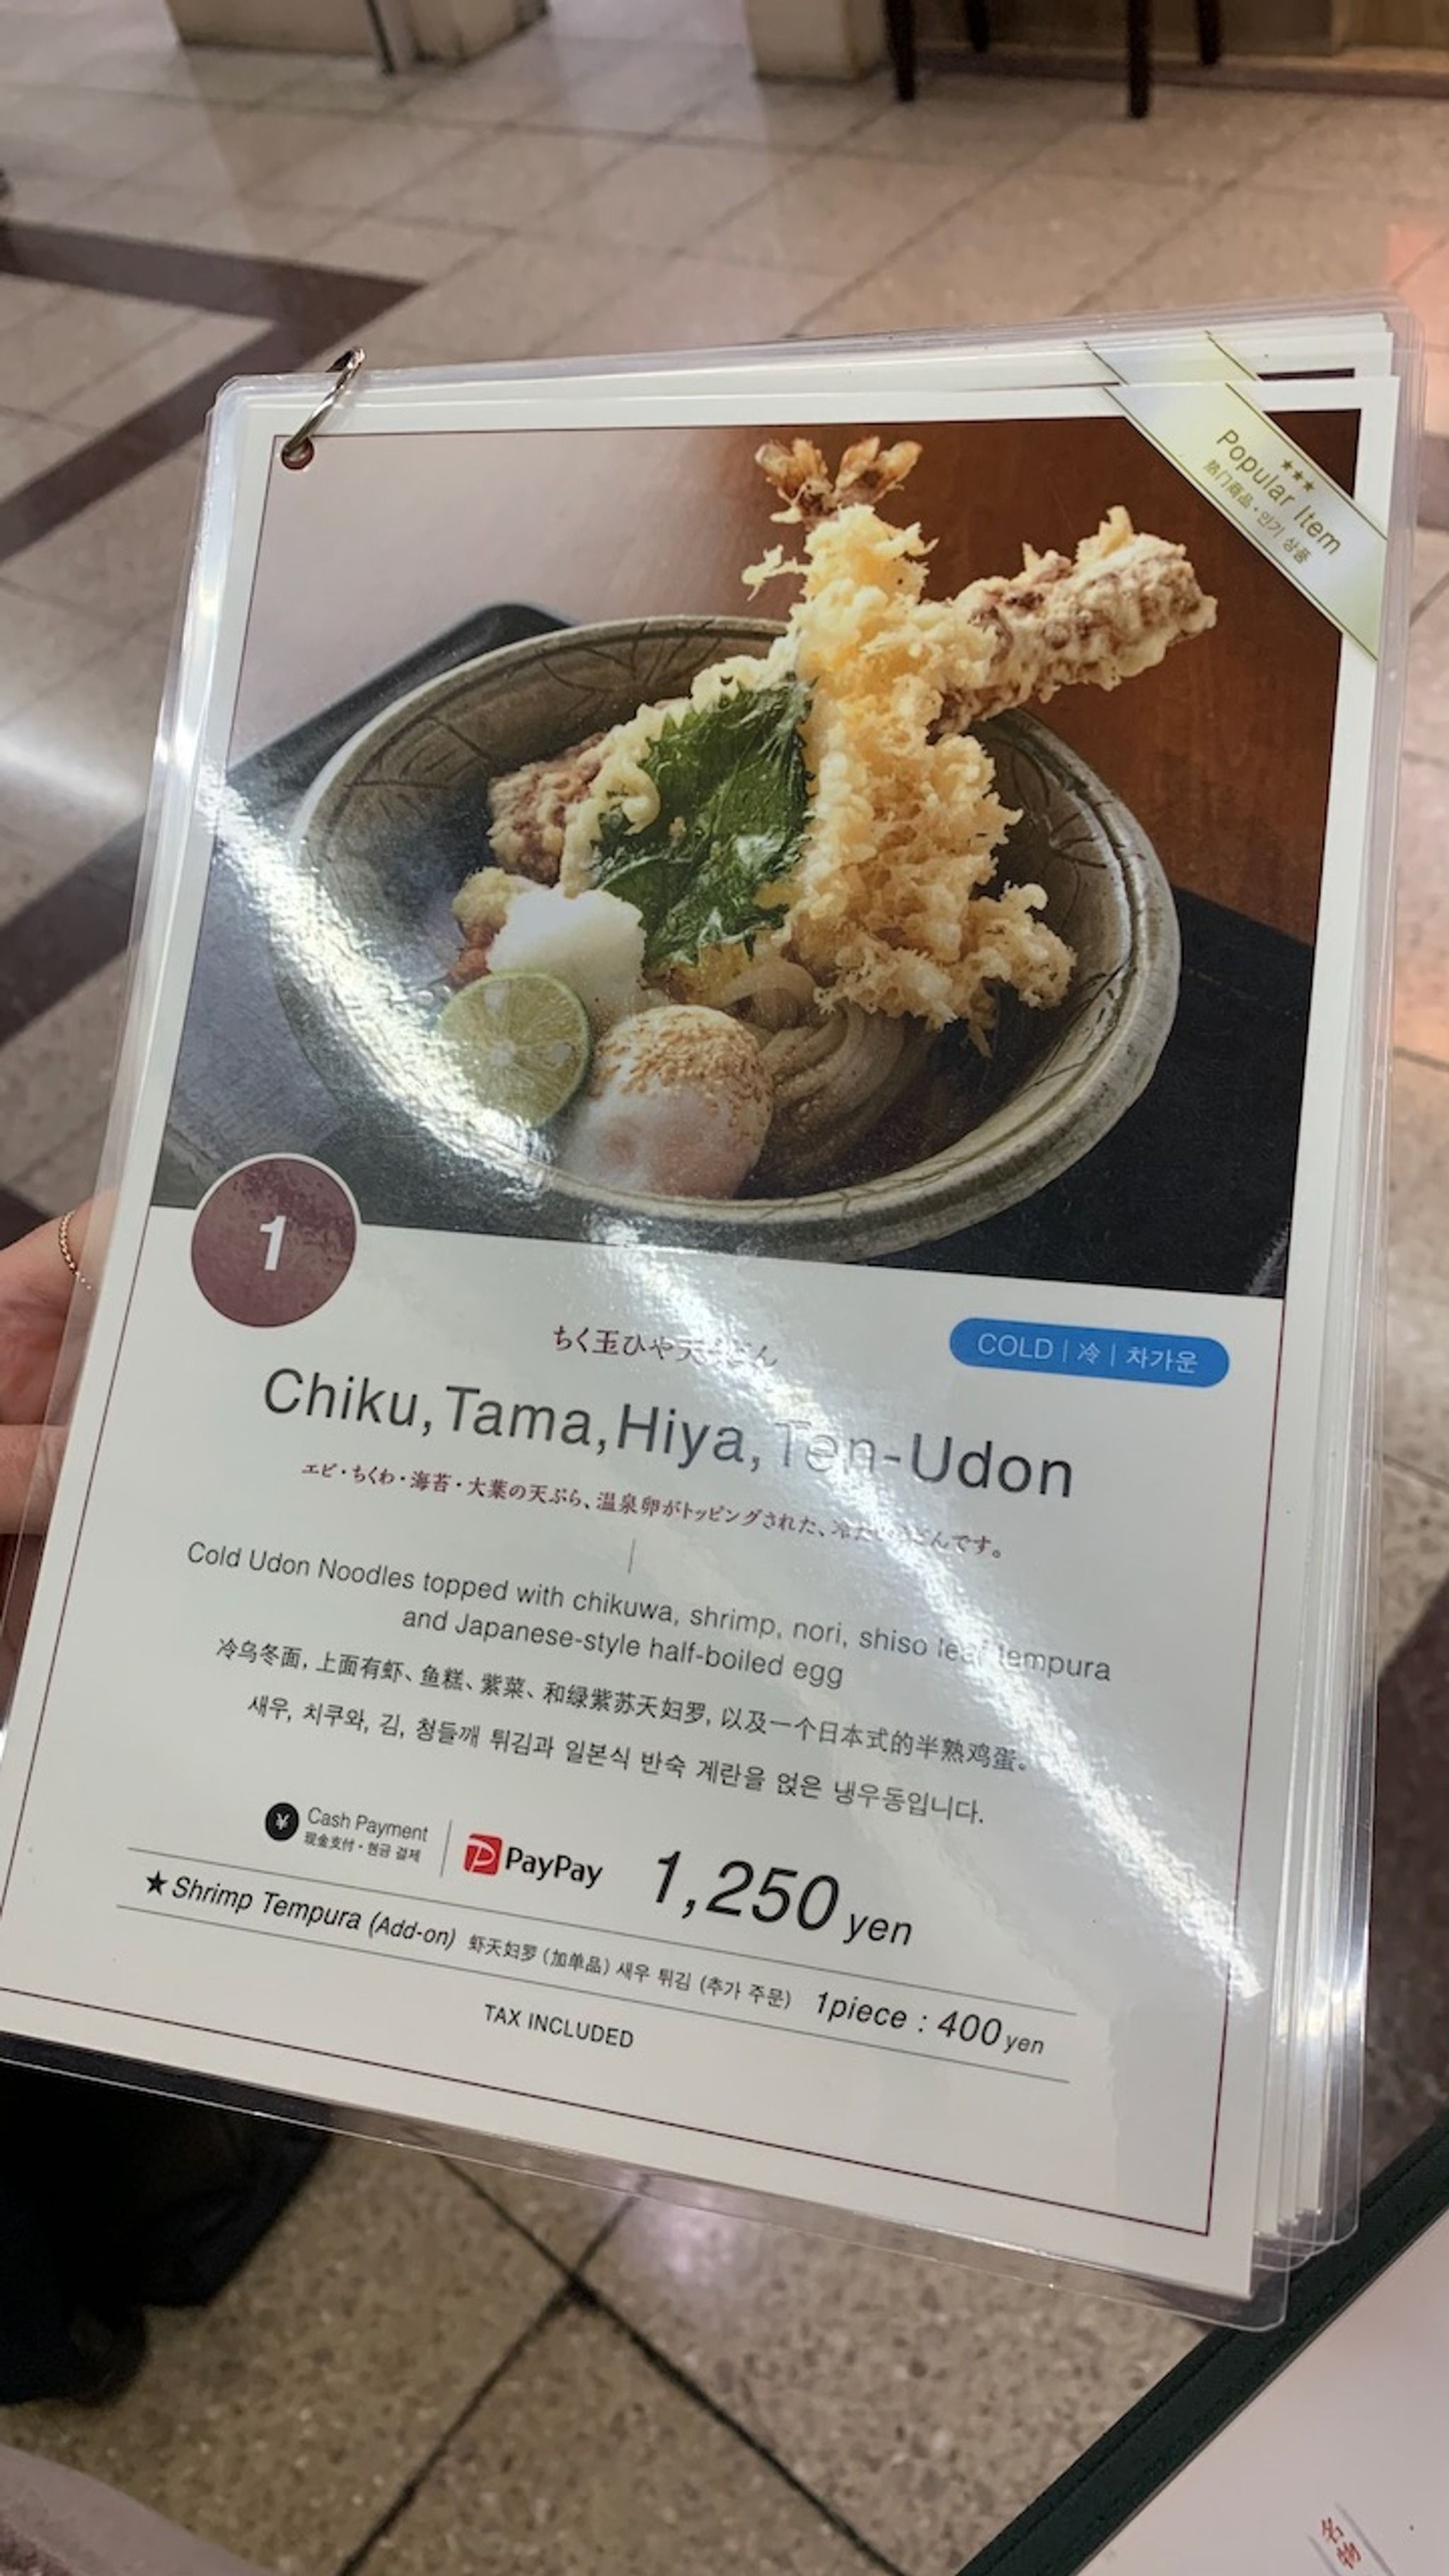 ★★★
Popular Item
热门商品・인기 상품
1
ちく玉ひや天うどん
COLD | 冷 | 차가운
Chiku,Tama,Hiya,Ten-Udon
エビ・ちくわ・海苔・大葉の天ぷら、温泉卵がトッピングされた、冷たいうどんです。
Cold Udon Noodles topped with chikuwa, shrimp, nori, shiso leaf tempura
and Japanese-style half-boiled egg
冷乌冬面, 上面有虾、鱼糕、紫菜、和绿紫苏天妇罗, 以及一个日本式的半熟鸡蛋。
새우, 치쿠와, 김, 청들깨 튀김과 일본식 반숙 계란을 얹은 냉우동입니다.
¥ Cash Payment
现金支付・현금 결제
PayPay
1,250 yen
★Shrimp Tempura (Add-on) 虾天妇罗 (加单品) 새우 튀김 (추가 주문) 1piece : 400 yen
TAX INCLUDED
名物